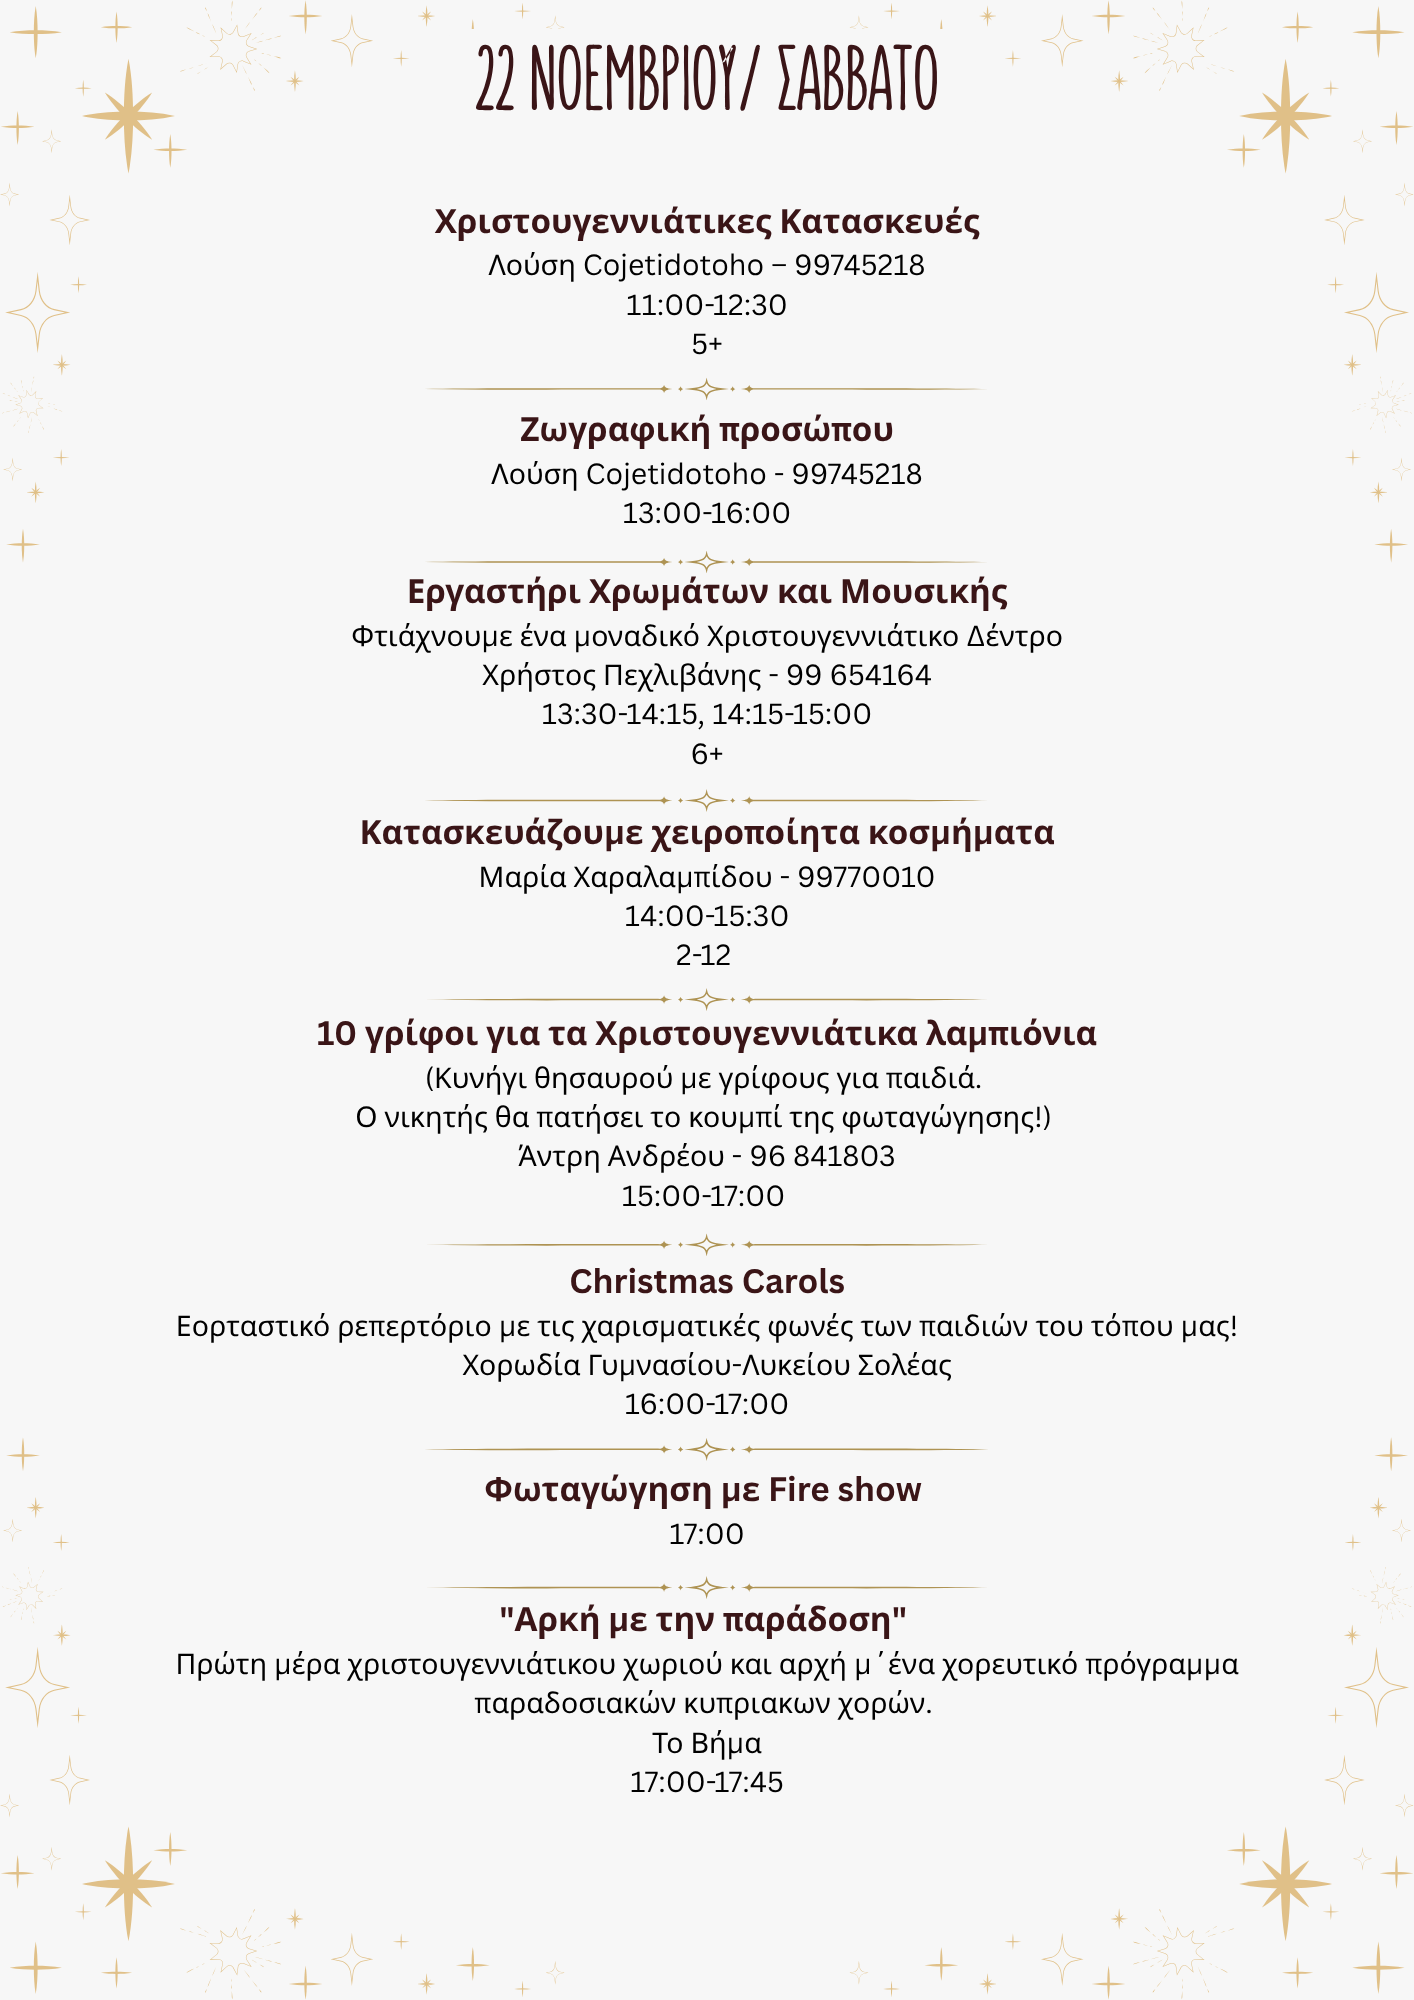 22 ΝΟΕΜΒΡΙΟΥ/ ΣΑΒΒΑΤΟ
Χριστουγεννιάτικες Κατασκευές
Λούση Cojetidotoho – 99745218
11:00-12:30
5+
Ζωγραφική προσώπου
Λούση Cojetidotoho - 99745218
13:00-16:00
Εργαστήρι Χρωμάτων και Μουσικής
Φτιάχνουμε ένα μοναδικό Χριστουγεννιάτικο Δέντρο
Χρήστος Πεχλιβάνης - 99 654164
13:30-14:15, 14:15-15:00
6+
Κατασκευάζουμε χειροποίητα κοσμήματα
Μαρία Χαραλαμπίδου - 99770010
14:00-15:30
2-12
10 γρίφοι για τα Χριστουγεννιάτικα λαμπιόνια
(Κυνήγι θησαυρού με γρίφους για παιδιά.
Ο νικητής θα πατήσει το κουμπί της φωταγώγησης!)
Άντρη Ανδρέου - 96 841803
15:00-17:00
Christmas Carols
Εορταστικό ρεπερτόριο με τις χαρισματικές φωνές των παιδιών του τόπου μας!
Χορωδία Γυμνασίου-Λυκείου Σολέας
16:00-17:00
Φωταγώγηση με Fire show
17:00
"Αρκή με την παράδοση"
Πρώτη μέρα χριστουγεννιάτικου χωριού και αρχή μ΄ένα χορευτικό πρόγραμμα
παραδοσιακών κυπριακων χορών.
Το Βήμα
17:00-17:45